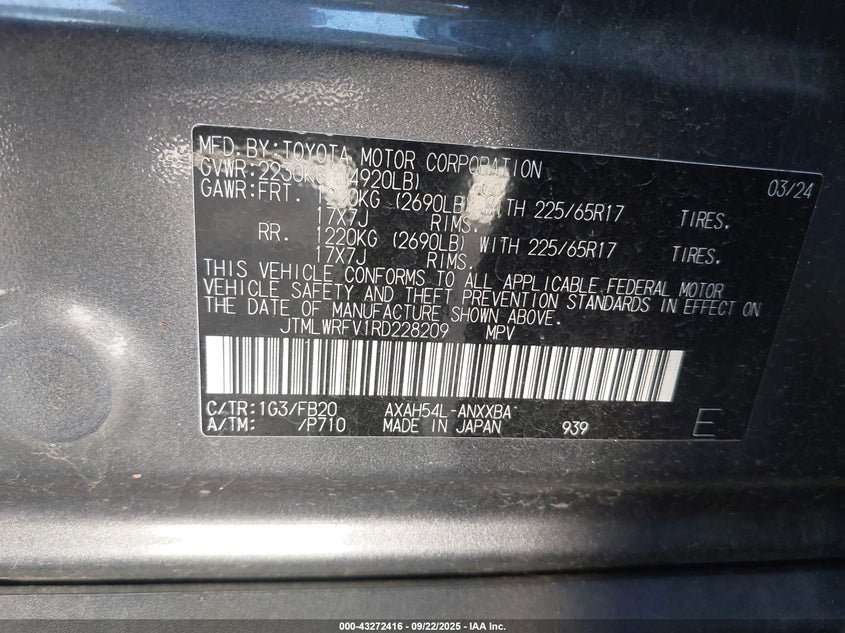 MFD. BY: TOYOTA MOTOR CORPORATION 03/24
GVWR: 2230KG (4920LB)
GAWR: FRT. 1220KG (2690LB) WITH 225/65R17 TIRES.
17X7J RIMS.
RR. 1220KG (2690LB) WITH 225/65R17 TIRES.
17X7J RIMS.
THIS VEHICLE CONFORMS TO ALL APPLICABLE FEDERAL MOTOR
VEHICLE SAFETY AND THEFT PREVENTION STANDARDS IN EFFECT ON
THE DATE OF MANUFACTURE SHOWN ABOVE.
JTMLWRFV1RD228209 MPV
C/TR: 1G3/FB20 AXAH54L-ANXXBA
A/TM: /P710 MADE IN JAPAN 939 E
000-43272416 - 09/22/2025 - IAA Inc.